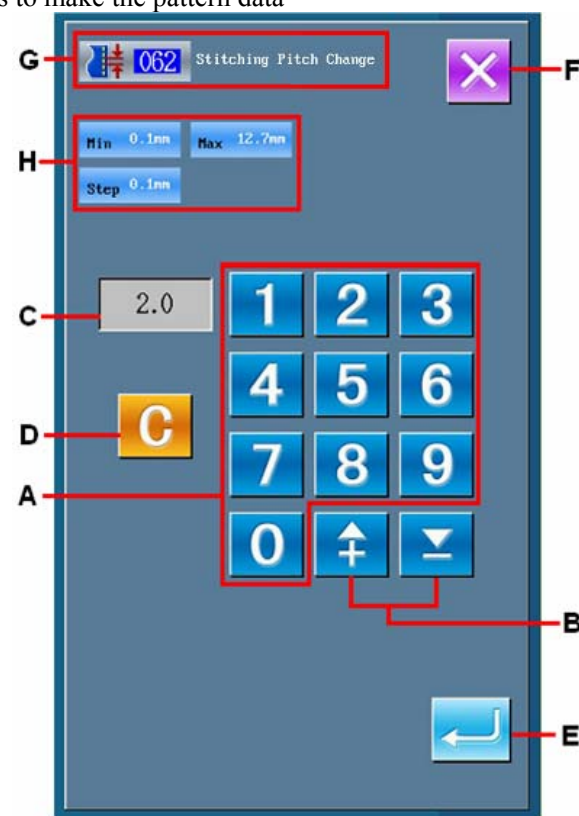 s to make the pattern data
G
062 Stitching Pitch Change
F
H
Min 0.1mm Max 12.7mm
Step 0.1mm
C
2.0
1 2 3
4 5 6
D
C
A
7 8 9
0
B
E